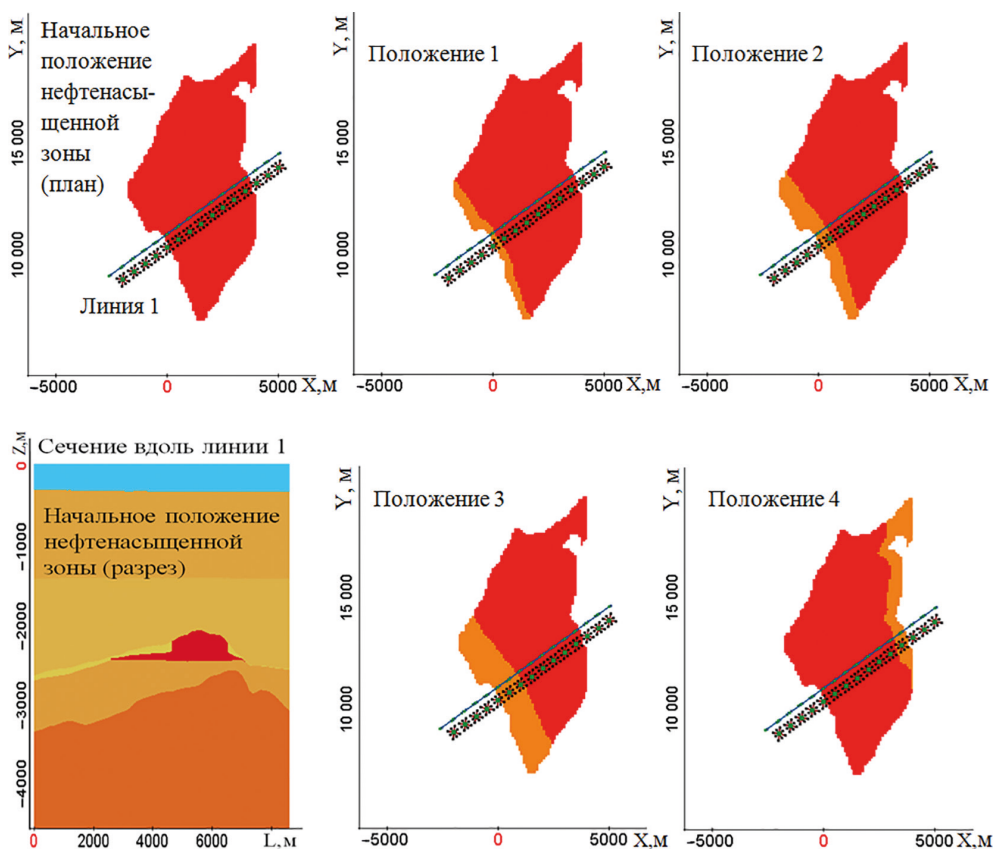 Y, м
Начальное
положение
нефтенасы-
щенной
зоны
(план)
15 000
10 000
Линия 1
−5000
0
5000
X,м
Y, м
Положение 1
15 000
10 000
−5000
0
5000
X,м
Y, м
Положение 2
15 000
10 000
−5000
0
5000
X,м
Сечение вдоль линии 1
Z,м
0
Начальное положение
нефтенасыщенной
зоны (разрез)
−1000
−2000
−3000
−4000
0
2000
4000
6000
L,м
Y, м
Положение 3
15 000
10 000
−5000
0
5000
X,м
Y, м
Положение 4
15 000
10 000
−5000
0
5000
X,м